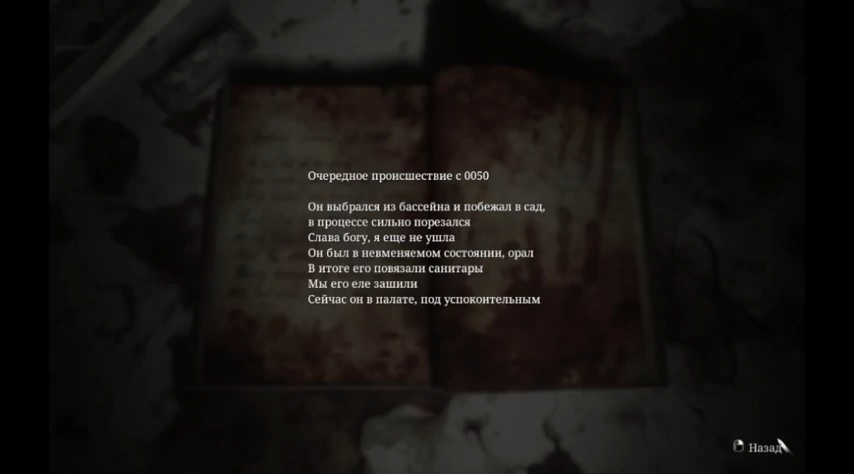 Очередное происшествие с 0050
Он выбрался из бассейна и побежал в сад,
в процессе сильно порезался
Слава богу, я еще не ушла
Он был в невменяемом состоянии, орал
В итоге его повязали санитары
Мы его еле зашили
Сейчас он в палате, под успокоительным
Назад